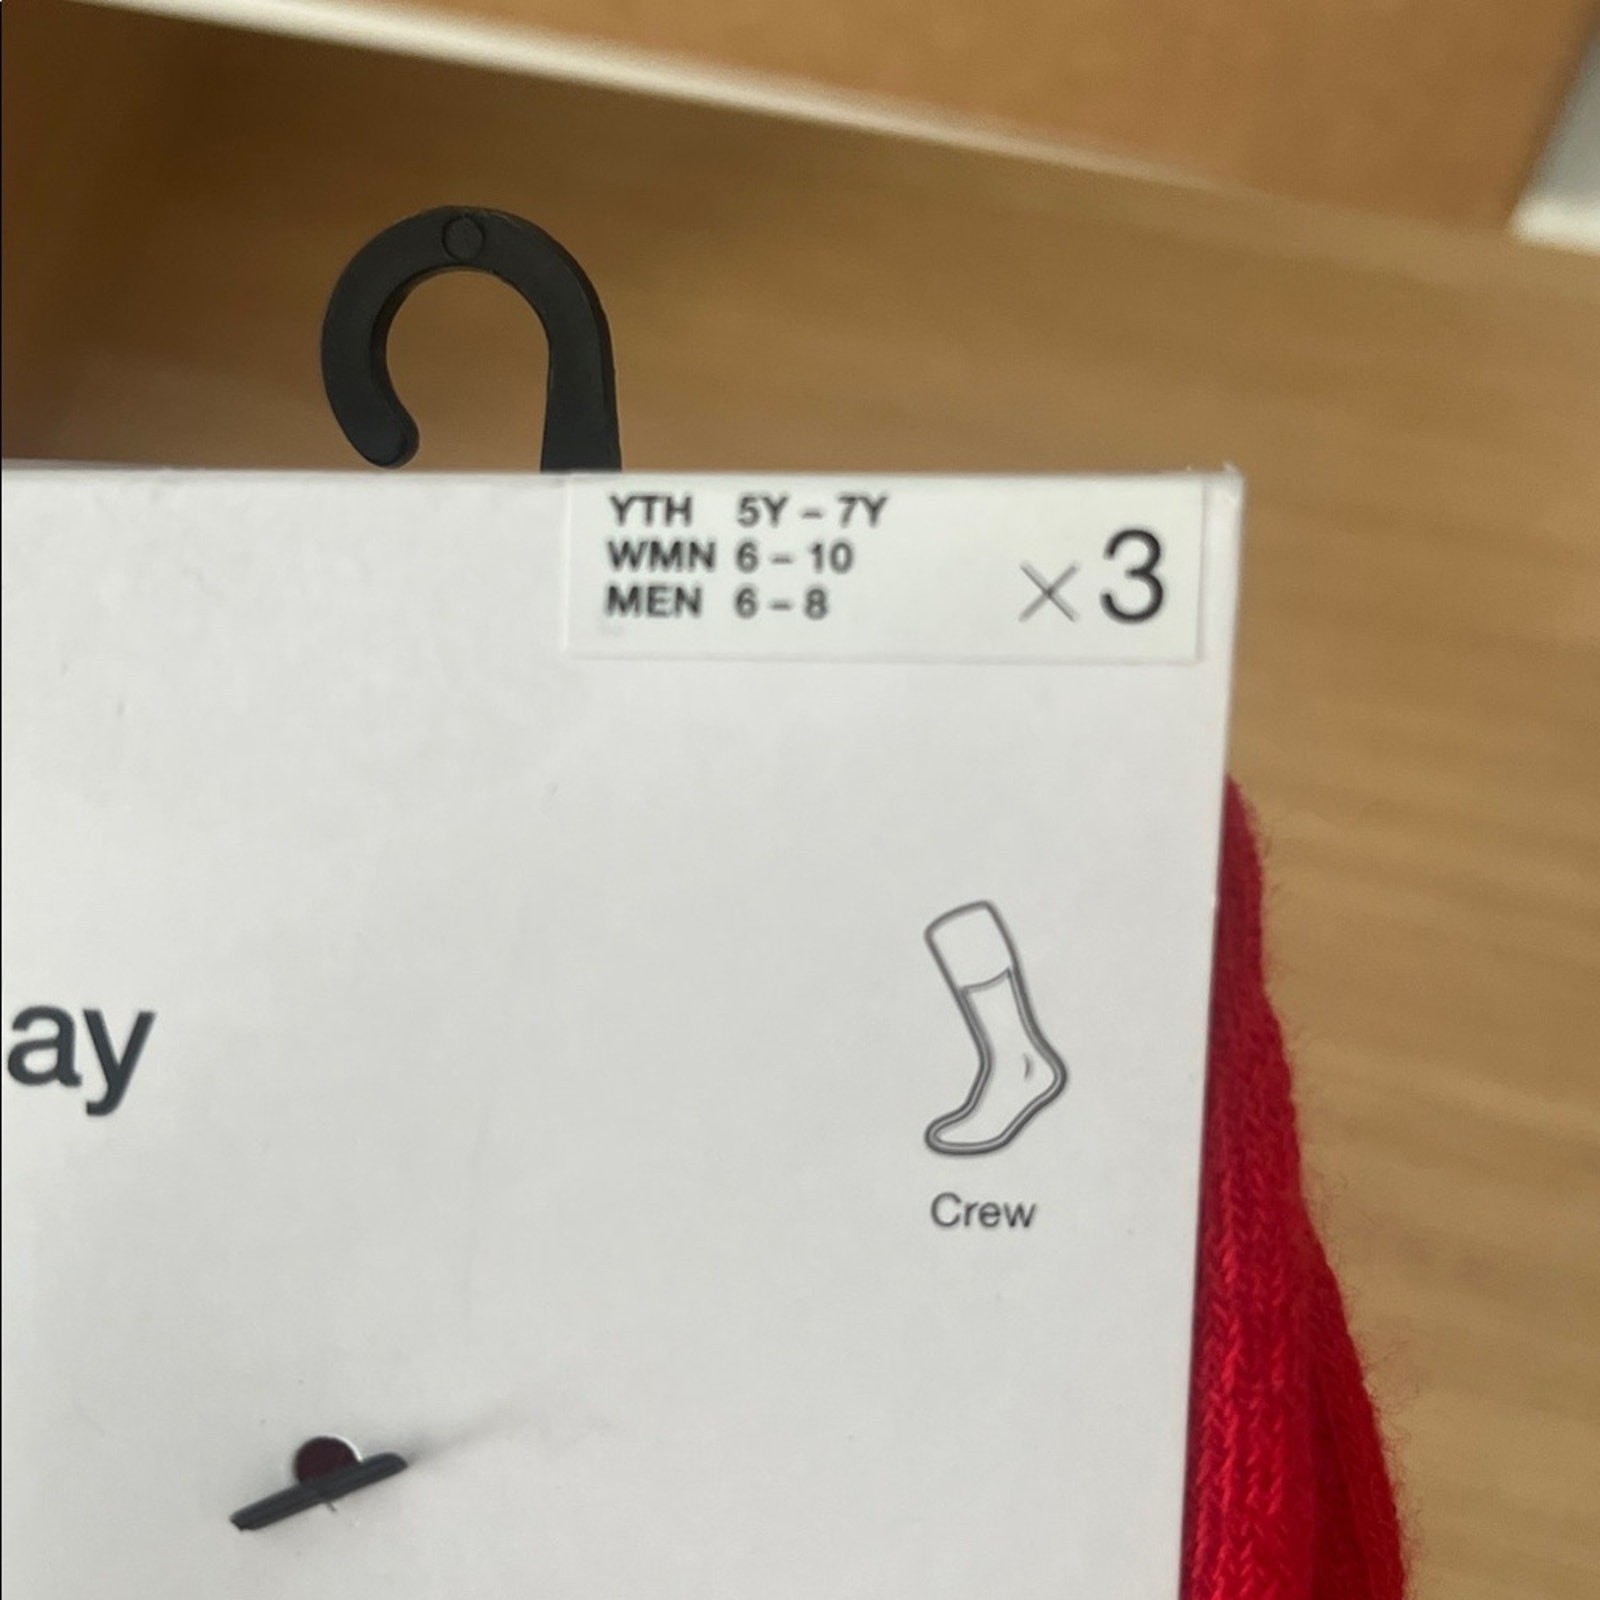 YTH 5Y – 7Y
WMN 6 – 10
MEN 6 – 8
×3
ay
Crew